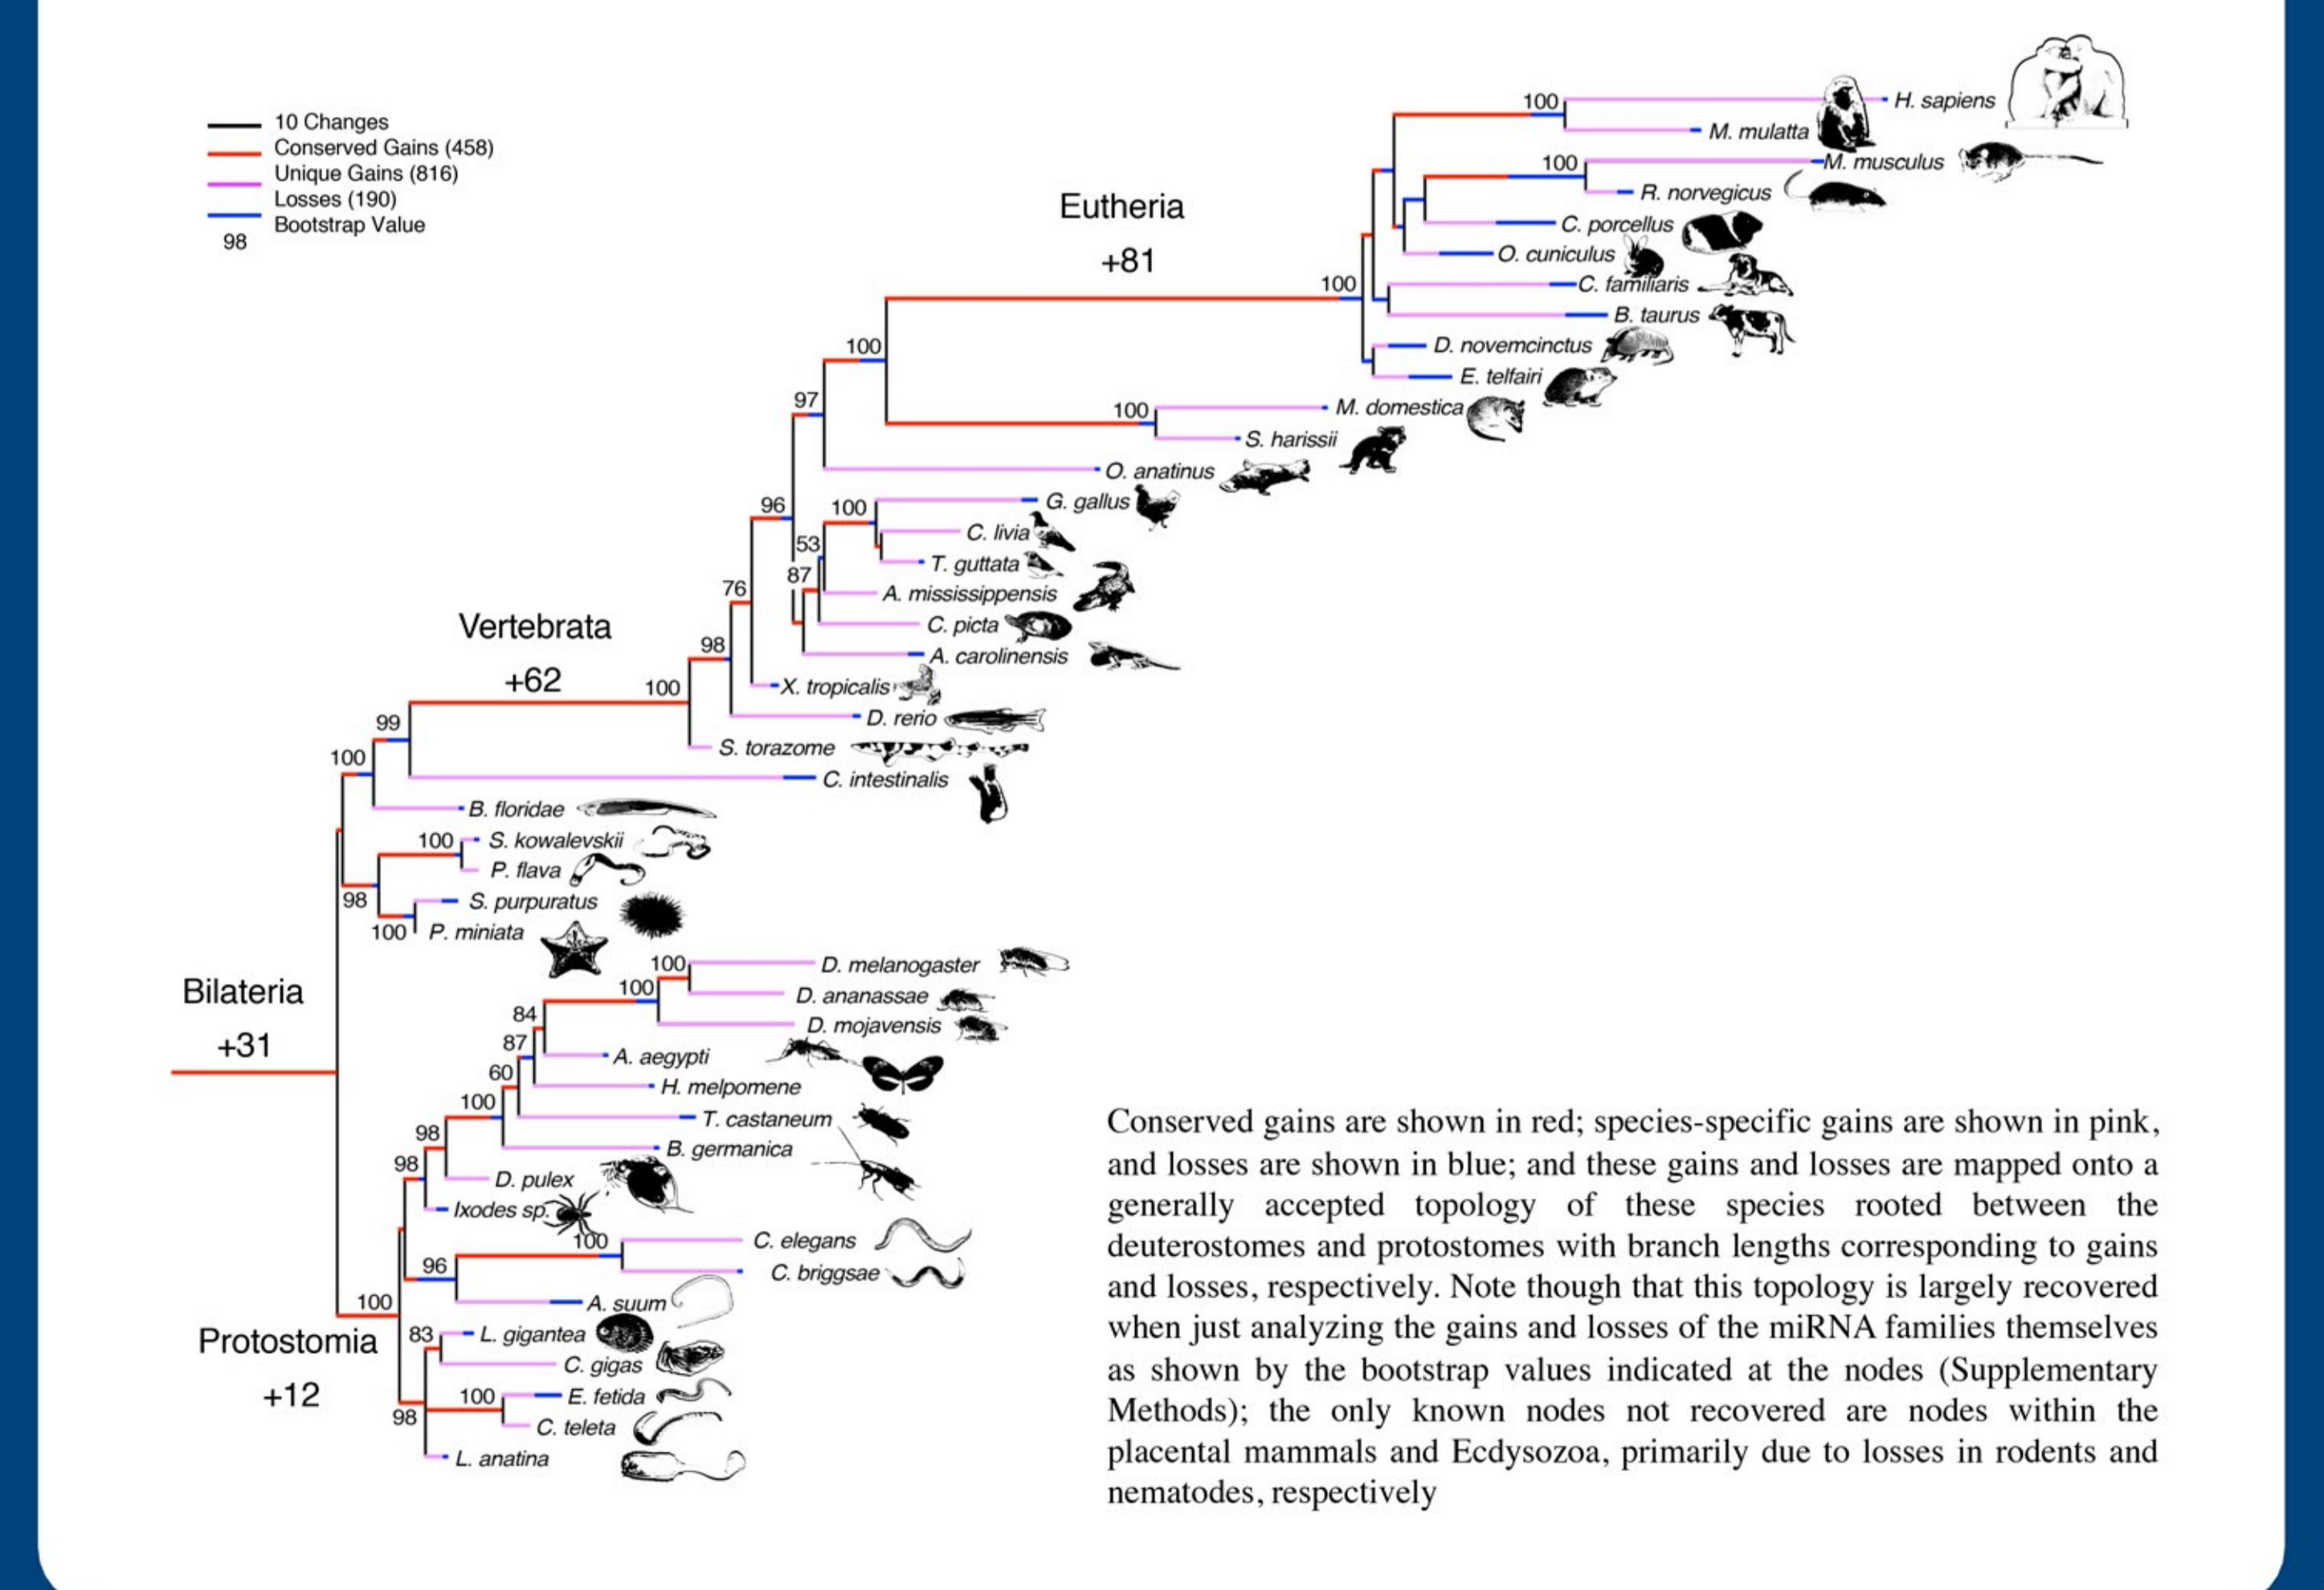 10 Changes
Conserved Gains (458)
Unique Gains (816)
Losses (190)
98
Bootstrap Value
Eutheria
+81
100
H. sapiens
M. mulatta
100
M. musculus
R. norvegicus
C. porcellus
O. cuniculus
100
C. familiaris
B. taurus
D. novemcinctus
E. telfairi
100
97
100
M. domestica
S. harissii
O. anatinus
96
100
G. gallus
C. livia
53
T. guttata
87
A. mississippensis
76
C. picta
98
A. carolinensis
Vertebrata
+62
100
X. tropicalis
D. rerio
99
S. torazome
100
C. intestinalis
B. floridae
100
S. kowalevskii
P. flava
98
S. purpuratus
100
P. miniata
Bilateria
+31
100
D. melanogaster
100
D. ananassae
84
D. mojavensis
87
A. aegypti
60
H. melpomene
100
T. castaneum
98
B. germanica
98
D. pulex
Ixodes sp.
100
C. elegans
96
C. briggsae
100
A. suum
Protostomia
+12
83
L. gigantea
C. gigas
100
E. fetida
98
C. teleta
L. anatina
Conserved gains are shown in red; species-specific gains are shown in pink,
and losses are shown in blue; and these gains and losses are mapped onto a
generally accepted topology of these species rooted between the
deuterostomes and protostomes with branch lengths corresponding to gains
and losses, respectively. Note though that this topology is largely recovered
when just analyzing the gains and losses of the miRNA families themselves
as shown by the bootstrap values indicated at the nodes (Supplementary
Methods); the only known nodes not recovered are nodes within the
placental mammals and Ecdysozoa, primarily due to losses in rodents and
nematodes, respectively